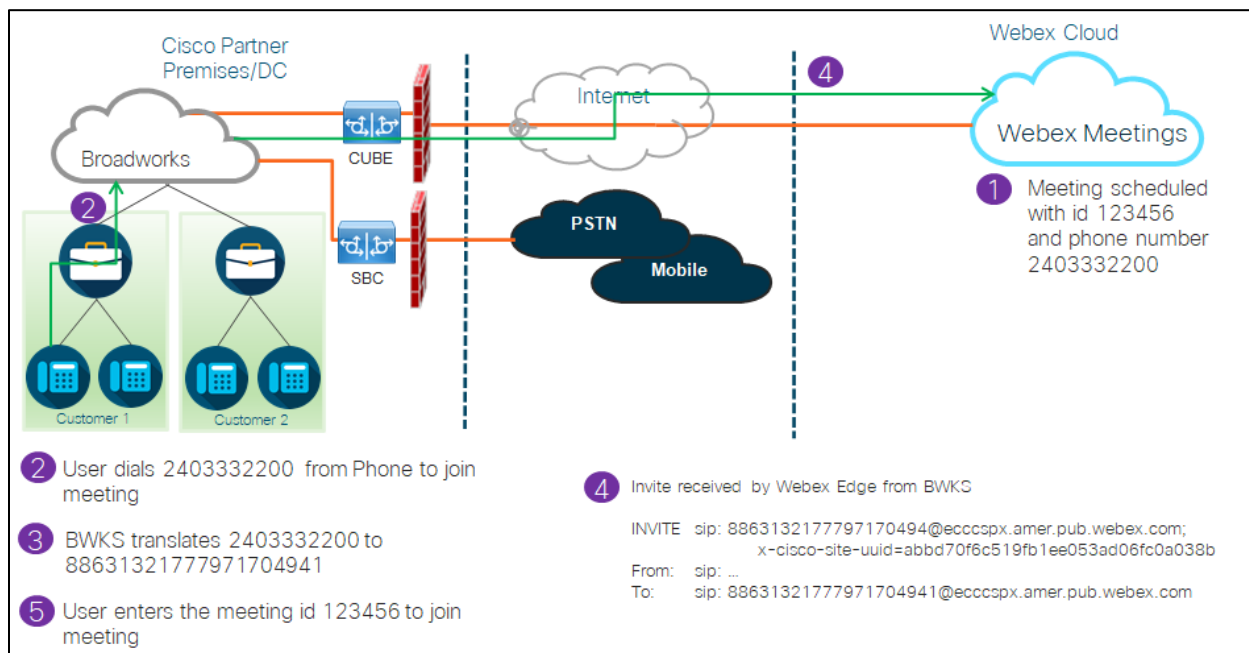 Cisco Partner
Premises/DC
Webex Cloud
4
Internet
Broadworks
CUBE
Webex Meetings
2
1
Meeting scheduled
with id 123456
and phone number
2403332200
PSTN
SBC
Mobile
Customer 1
Customer 2
2 User dials 2403332200 from Phone to join
meeting
3 BWKS translates 2403332200 to
88631321777971704941
5 User enters the meeting id 123456 to join
meeting
4 Invite received by Webex Edge from BWKS
INVITE sip: 8863132177797170494@ecccspx.amer.pub.webex.com;
x-cisco-site-uuid=abbd70f6c519fb1ee053ad06fc0a038b
From: sip: ...
To: sip: 88631321777971704941@ecccspx.amer.pub.webex.com